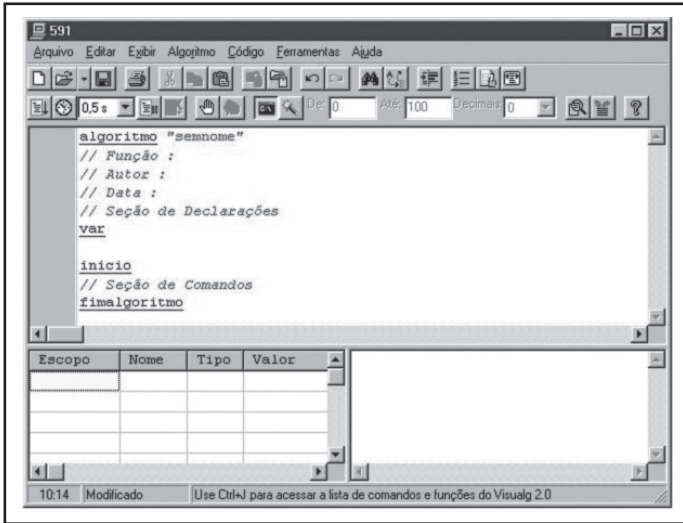 591
Arquivo Editar Exibir Algoritmo Código Ferramentas Ajuda
0,5 s De: 0 Até: 100 Decimais: 0
algoritmo "semnome"
// Função :
// Autor :
// Data :
// Seção de Declarações
var
inicio
// Seção de Comandos
fimalgoritmo
Escopo Nome Tipo Valor
10:14 Modificado Use Ctrl+J para acessar a lista de comandos e funções do Visualg 2.0